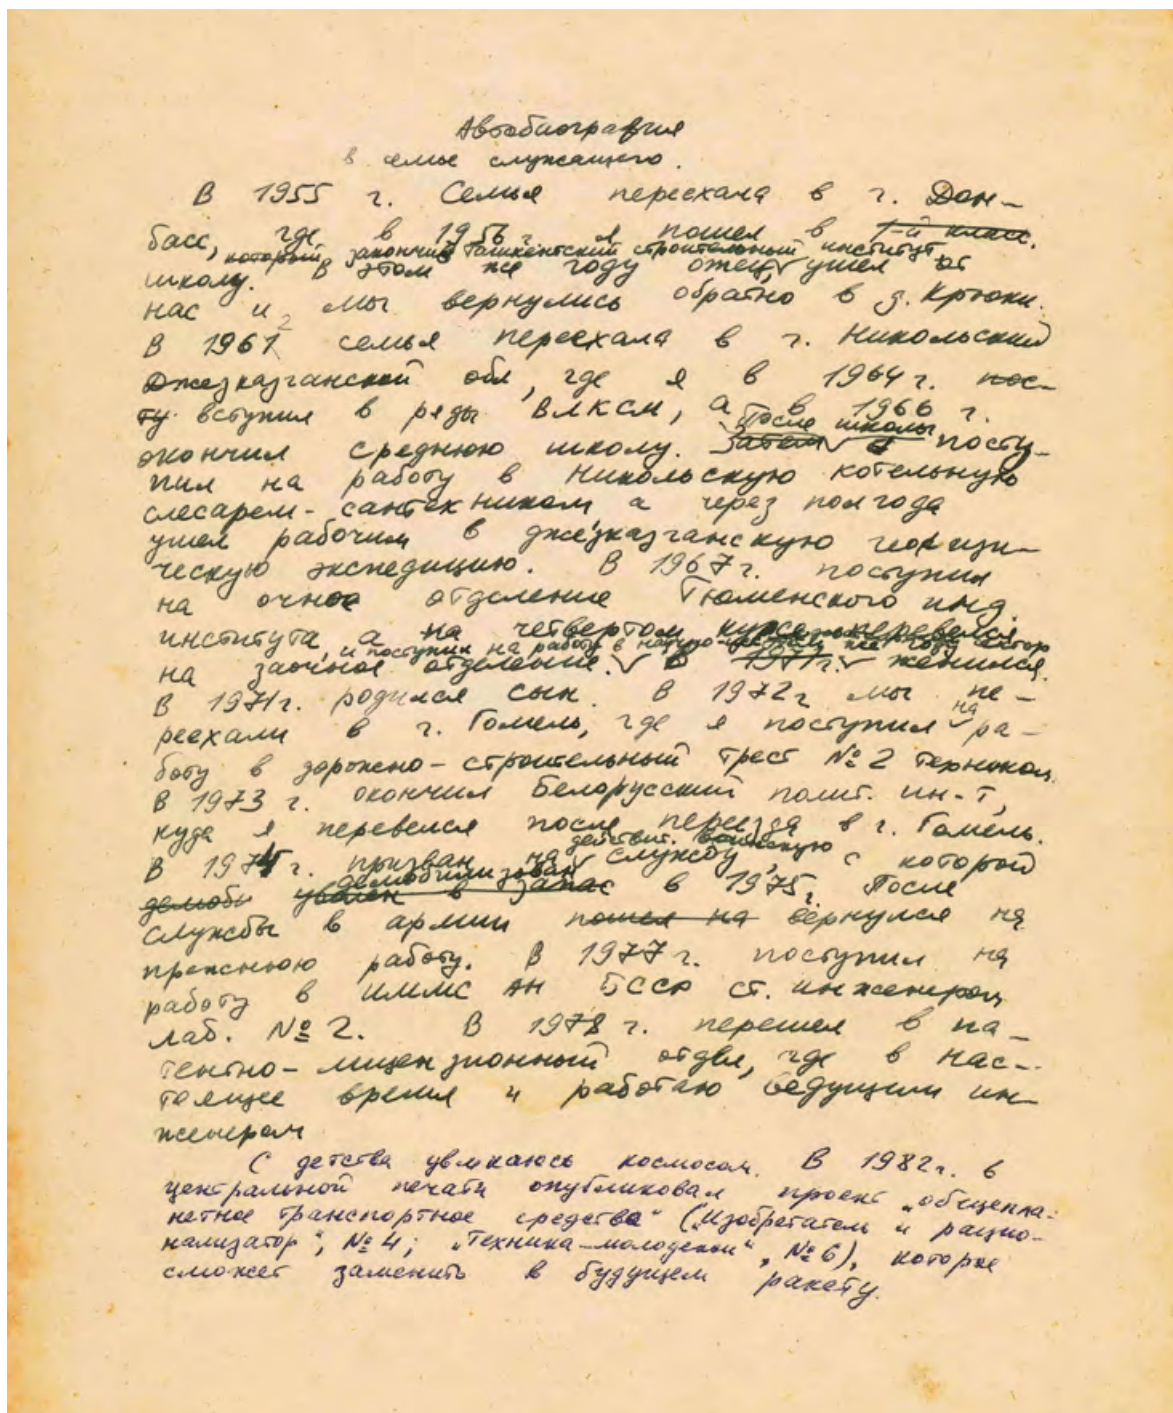 Автобиография
в семье служащего.
В 1955 г. Семья переехала в г. Дон-
басс, где в 1956 г. я пошел в 1-й класс.
который закончил Ташкентский строительный институт
школу. В этом же году отец, ушел от
нас и мы вернулись обратно в д. Крюки.
2
В 1961 семья переехала в г. Никольский
Джезказганской обл, где я в 1964 г. пос-
ту вступил в ряды ВЛКСМ, а в 1966 г.
После школы
окончил среднюю школу. Затем я посту-
пил на работу в Никольскую котельную
слесарем-сантехником а через полгода
ушел рабочим в джезказганскую геофизи-
ческую экспедицию. В 1967 г. поступил
на очное отделение Тюменского инд.
института, а на четвертом курсе перевелся
и поступил на работу в научно- же году сектор
на заочное отделение. В 1971 г. женился.
В 1971 г. родился сын. В 1972 г мы пе-
на
реехали в г. Гомель, где я поступил ра-
боту в дорожно-строительный трест № 2 техником.
В 1973 г. окончил Белорусский полит. ин-т,
куда я перевелся после переезда в г. Гомель.
действит. воинскую
В 1974 г. призван на службу, с которой
демобилизован
демоби уволен в запас в 1975. После
службы в армии пошел на вернулся на
прежнюю работу. В 1977 г. поступил на
работу в ИММС АН БССР ст. инженером
лаб. № 2. В 1978 г. перешел в па-
тентно-лицензионный отдел, где в нас-
тоящее время и работаю ведущим ин-
женером
С детства увлекаюсь космосом. В 1982 г. в
центральной печати опубликовал проект „общепла-
нетное транспортное средство" („Изобретатель и рацио-
нализатор", № 4; „Техника-молодежи", № 6), которое
сможет заменить в будущем ракету.